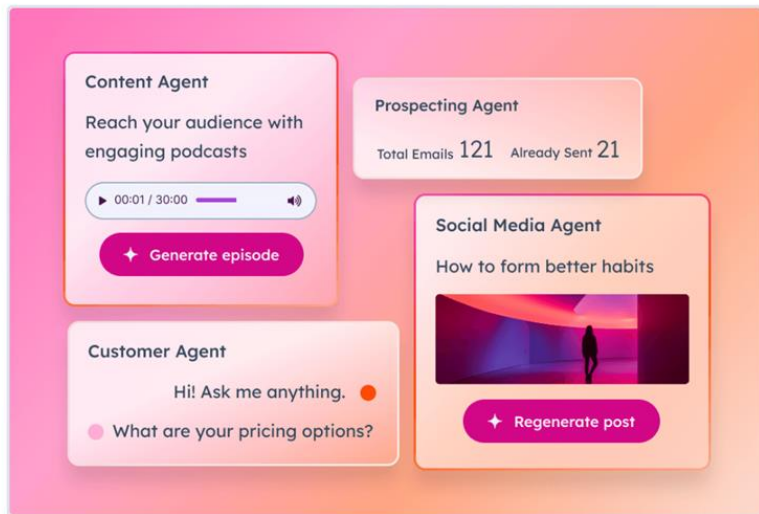 Content Agent
Reach your audience with
engaging podcasts
00:01 / 30:00
Generate episode
Prospecting Agent
Total Emails 121 Already Sent 21
Social Media Agent
How to form better habits
Regenerate post
Customer Agent
Hi! Ask me anything.
What are your pricing options?